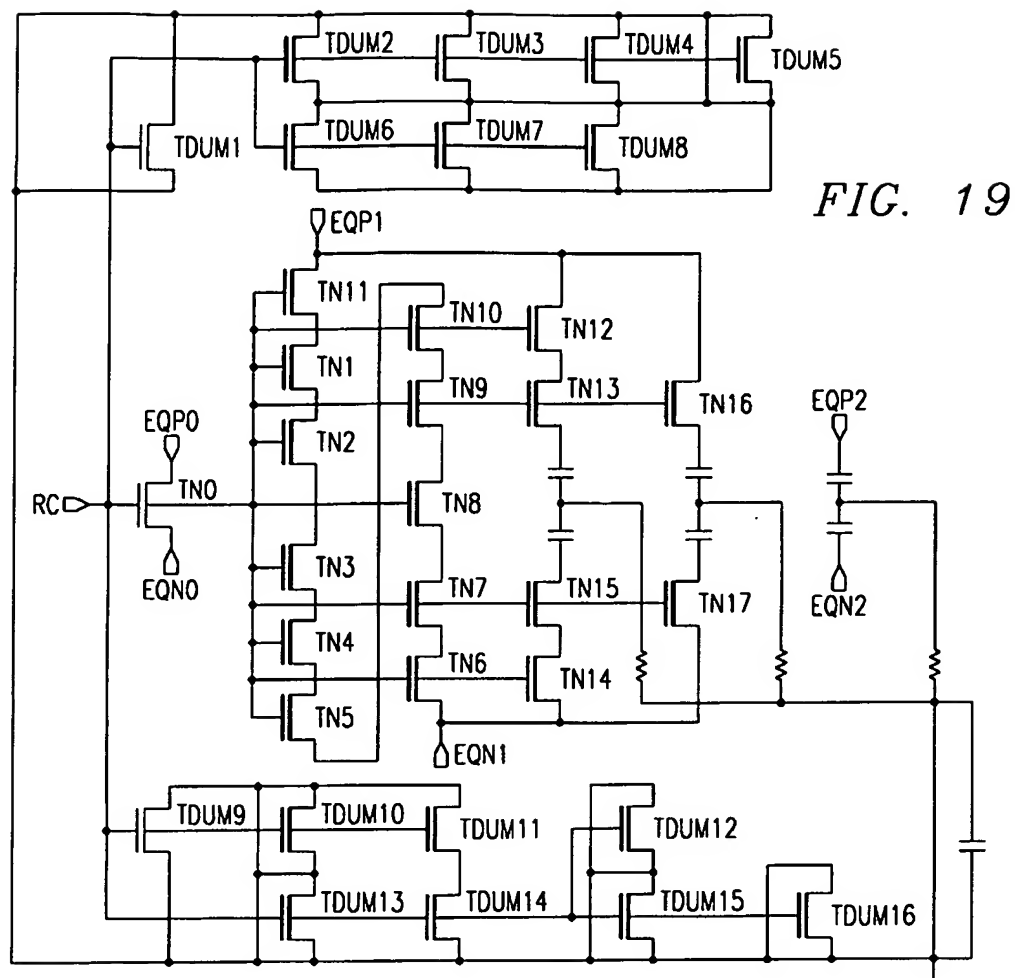 TDUM2
TDUM3
TDUM4
TDUM5
TDUM1
TDUM6
TDUM7
TDUM8
FIG. 19
EQP1
TN11
TN10
TN12
TN1
TN9
TN13
TN16
EQP0
TN2
EQP2
RC
TN0
TN8
EQN0
TN3
TN7
TN15
TN17
EQN2
TN4
TN6
TN14
TN5
EQN1
TDUM9
TDUM10
TDUM11
TDUM12
TDUM13
TDUM14
TDUM15
TDUM16